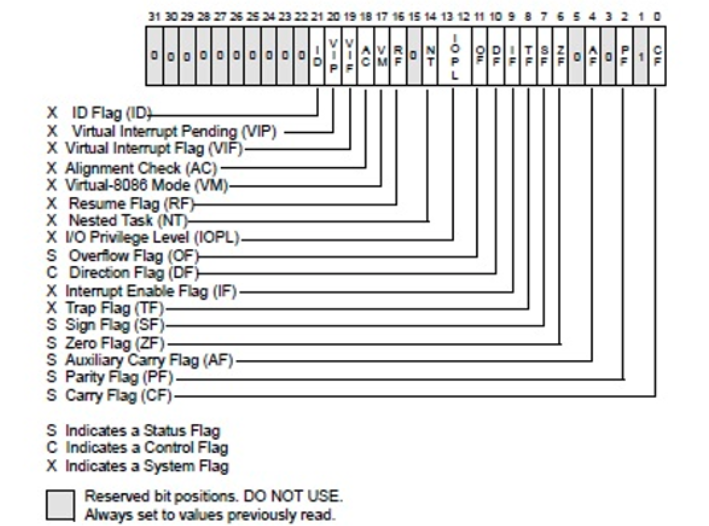 31 30 29 28 27 26 25 24 23 22 21 20 19 18 17 16 15 14 13 12 11 10 9 8 7 6 5 4 3 2 1 0
0 0 0 0 0 0 0 0 0 0 ID VIP VIF AC VM RF 0 NT IOPL OF DF IF TF SF ZF 0 AF 0 PF 1 CF
X ID Flag (ID)
X Virtual Interrupt Pending (VIP)
X Virtual Interrupt Flag (VIF)
X Alignment Check (AC)
X Virtual-8086 Mode (VM)
X Resume Flag (RF)
X Nested Task (NT)
X I/O Privilege Level (IOPL)
S Overflow Flag (OF)
C Direction Flag (DF)
X Interrupt Enable Flag (IF)
X Trap Flag (TF)
S Sign Flag (SF)
S Zero Flag (ZF)
S Auxiliary Carry Flag (AF)
S Parity Flag (PF)
S Carry Flag (CF)
S Indicates a Status Flag
C Indicates a Control Flag
X Indicates a System Flag
Reserved bit positions. DO NOT USE.
Always set to values previously read.